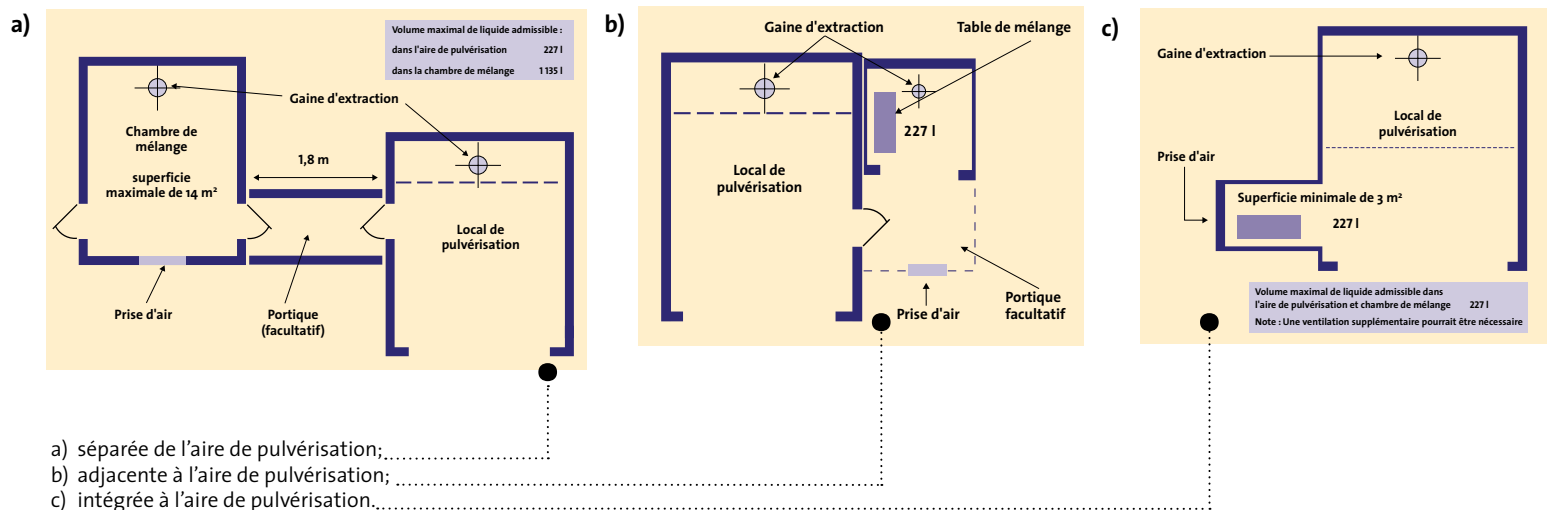 a)
Volume maximal de liquide admissible :
dans l'aire de pulvérisation 227 l
dans la chambre de mélange 1 135 l
Gaine d'extraction
Chambre de
mélange
superficie
maximale de 14 m²
1,8 m
Local de
pulvérisation
Prise d'air
Portique
(facultatif)
b)
Gaine d'extraction
Table de mélange
227 l
Local de
pulvérisation
Prise d'air
Portique
facultatif
c)
Gaine d'extraction
Local de
pulvérisation
Prise d'air
Superficie minimale de 3 m²
227 l
Volume maximal de liquide admissible dans
l'aire de pulvérisation et chambre de mélange 227 l
Note : Une ventilation supplémentaire pourrait être nécessaire
a) séparée de l'aire de pulvérisation;
b) adjacente à l'aire de pulvérisation;
c) intégrée à l'aire de pulvérisation.